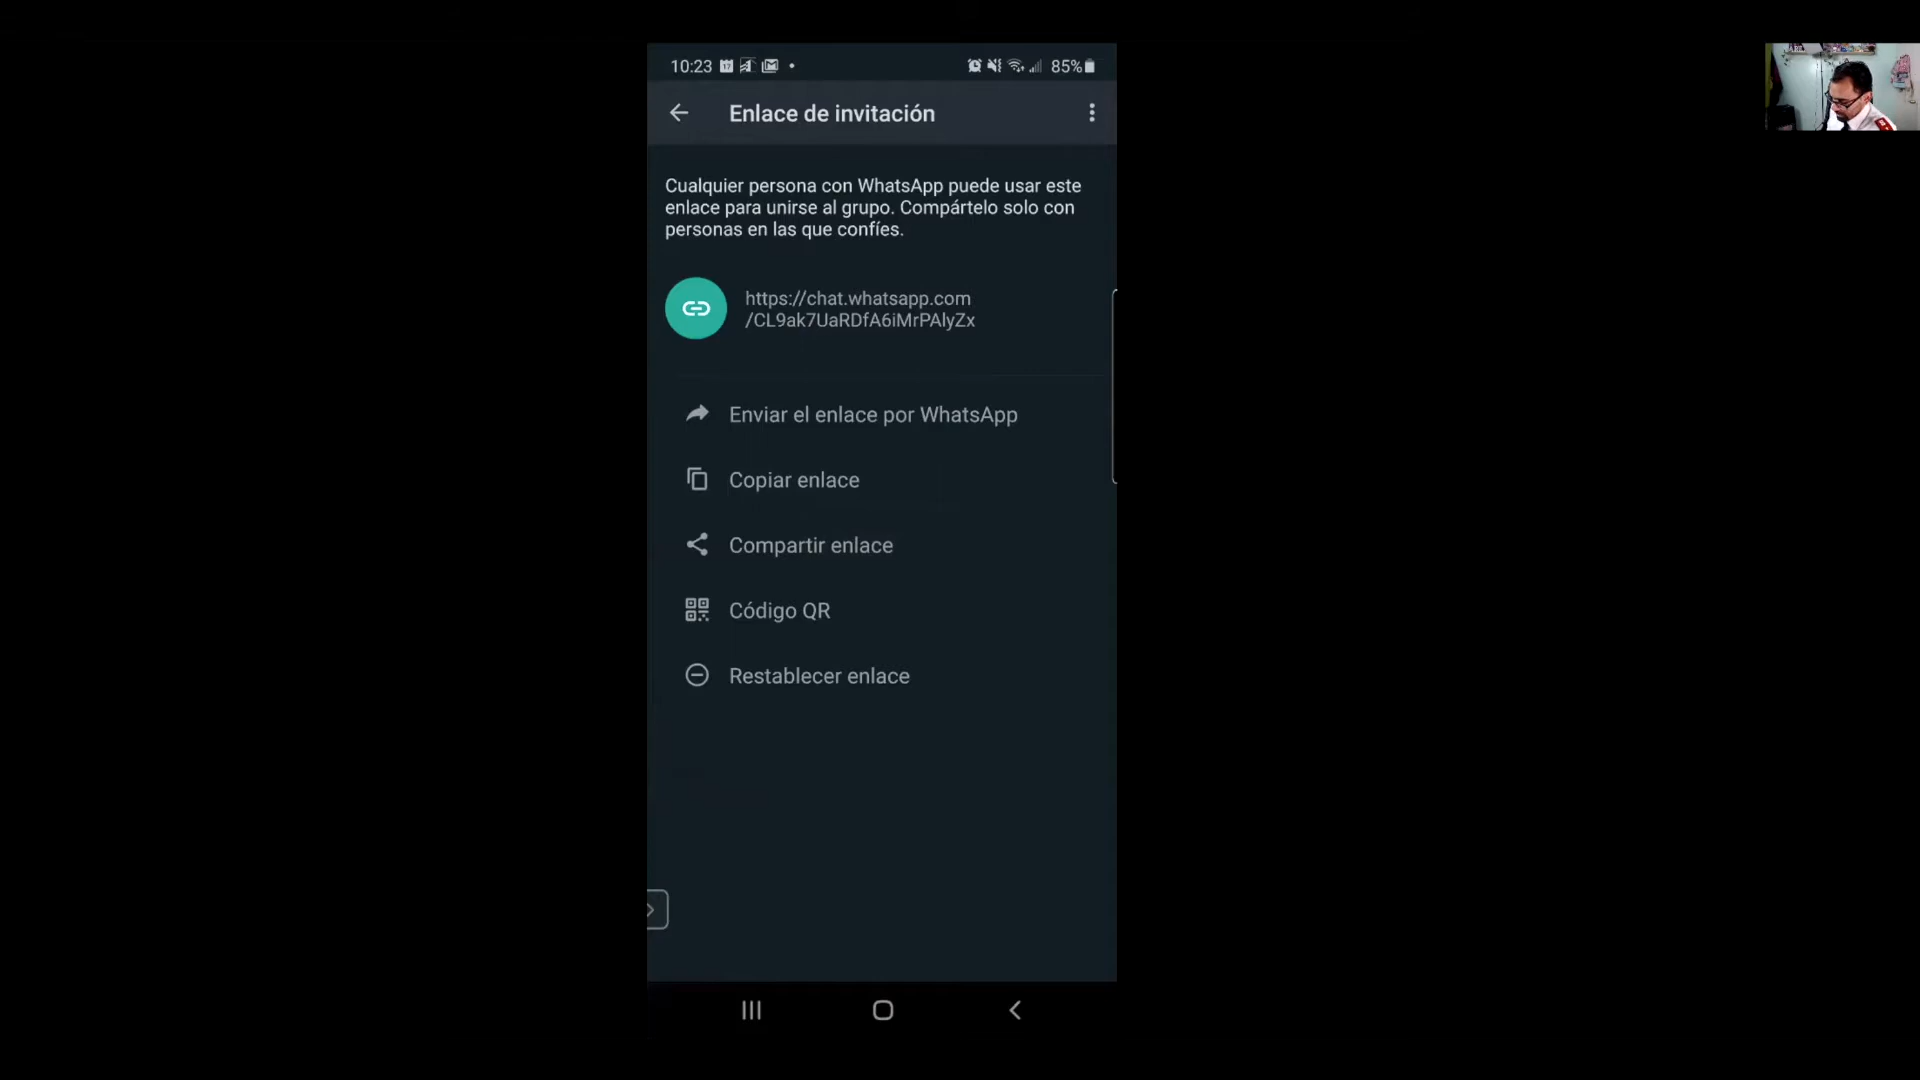 10:23
85%
Enlace de invitación
Cualquier persona con WhatsApp puede usar este
enlace para unirse al grupo. Compártelo solo con
personas en las que confíes.
https://chat.whatsapp.com
/CL9ak7UaRDfA6iMrPAlyZx
Enviar el enlace por WhatsApp
Copiar enlace
Compartir enlace
Código QR
Restablecer enlace